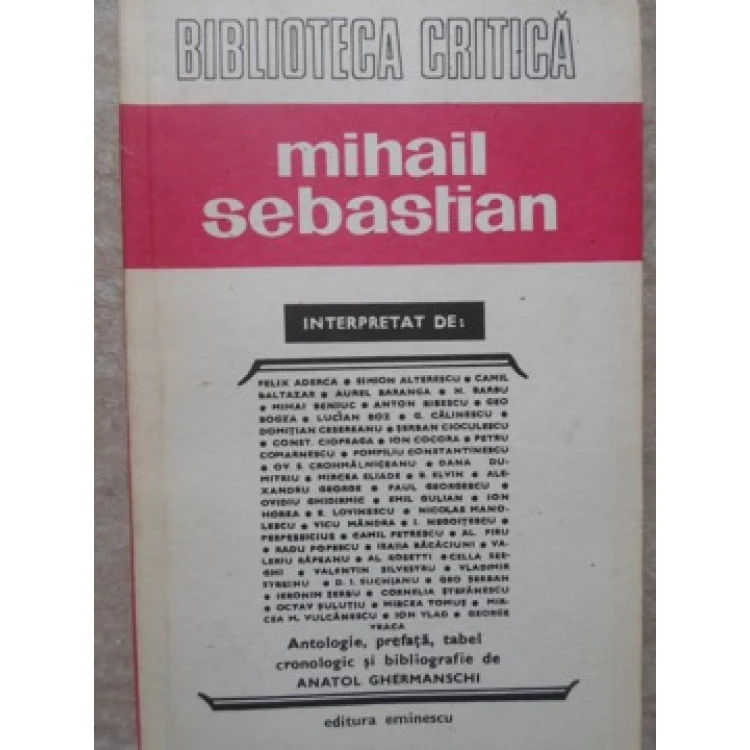 BIBLIOTECA CRITICĂ
mihail
sebastian
INTERPRETAT DE:
FELIX ADERCA • SIMION ALTERESCU • CAMIL
BALTAZAR • AUREL BARANGA • N. BARBU
• MIHAI BENIUC • ANTON BIBESCU • GEO
BOGZA • LUCIAN BOZ • G. CĂLINESCU •
DOMIȚIAN CESEREANU • ȘERBAN CIOCULESCU
• CONST. CIOPRAGA • ION COCORA • PETRU
COMARNESCU • POMPILIU CONSTANTINESCU
• OV. S. CROHMĂLNICEANU • DANA DU-
MITRIU • MIRCEA ELIADE • B. ELVIN • ALE-
XANDRU GEORGE • PAUL GEORGESCU •
OVIDIU GHIDIRMIC • EMIL GULIAN • ION
HOREA • E. LOVINESCU • NICOLAE MANO-
LESCU • VICU MÂNDRA • I. NEGOIȚESCU •
PERPESSICIUS • CAMIL PETRESCU • AL. PIRU
• RADU POPESCU • ISAIIA RĂCĂCIUNI • VA-
LERIU RÂPEANU • AL. ROSETTI • CELLA SER-
GHI • VALENTIN SILVESTRU • VLADIMIR
STREINU • D. I. SUCHIANU • GEO ȘERBAN
• IERONIM ȘERBU • CORNELIA ȘTEFĂNESCU
• OCTAV ȘULUȚIU • MIRCEA TOMUȘ • MIR-
CEA M. VULCĂNESCU • ION VLAD • GEORGE
Antologie, prefață, tabel
cronologic și bibliografie de
ANATOL GHERMANSCHI
editura eminescu